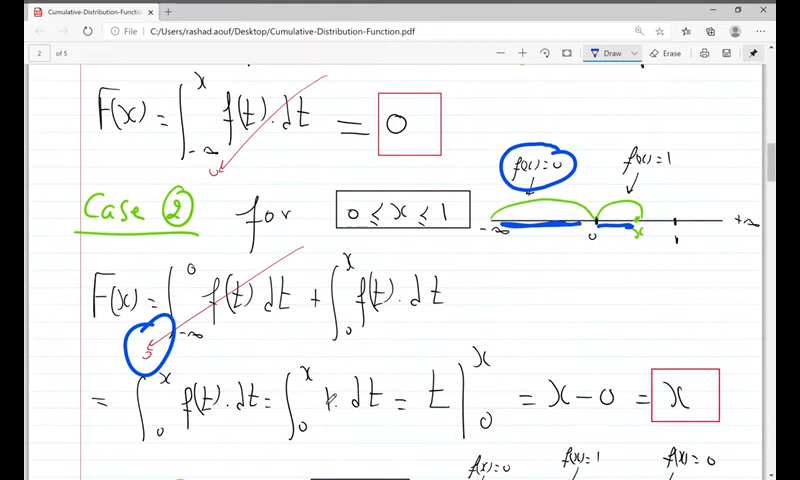 Cumulative-Distribution-Function
File | C:/Users/rashad.aouf/Desktop/Cumulative-Distribution-Function.pdf
2 of 5
Draw
Erase
F(x) = ∫_{-∞}^{x} f(t).dt = 0
0
f(x)=0 f(x)=1
Case ② for 0 ≤ x ≤ 1
-∞ 0 x 1 +∞
F(x) = ∫_{-∞}^{0} f(t) dt + ∫_{0}^{x} f(t).dt
= ∫_{0}^{x} f(t).dt = ∫_{0}^{x} 1. dt = t |_{0}^{x} = x - 0 = x
f(x)=0 f(x)=1 f(x)=0